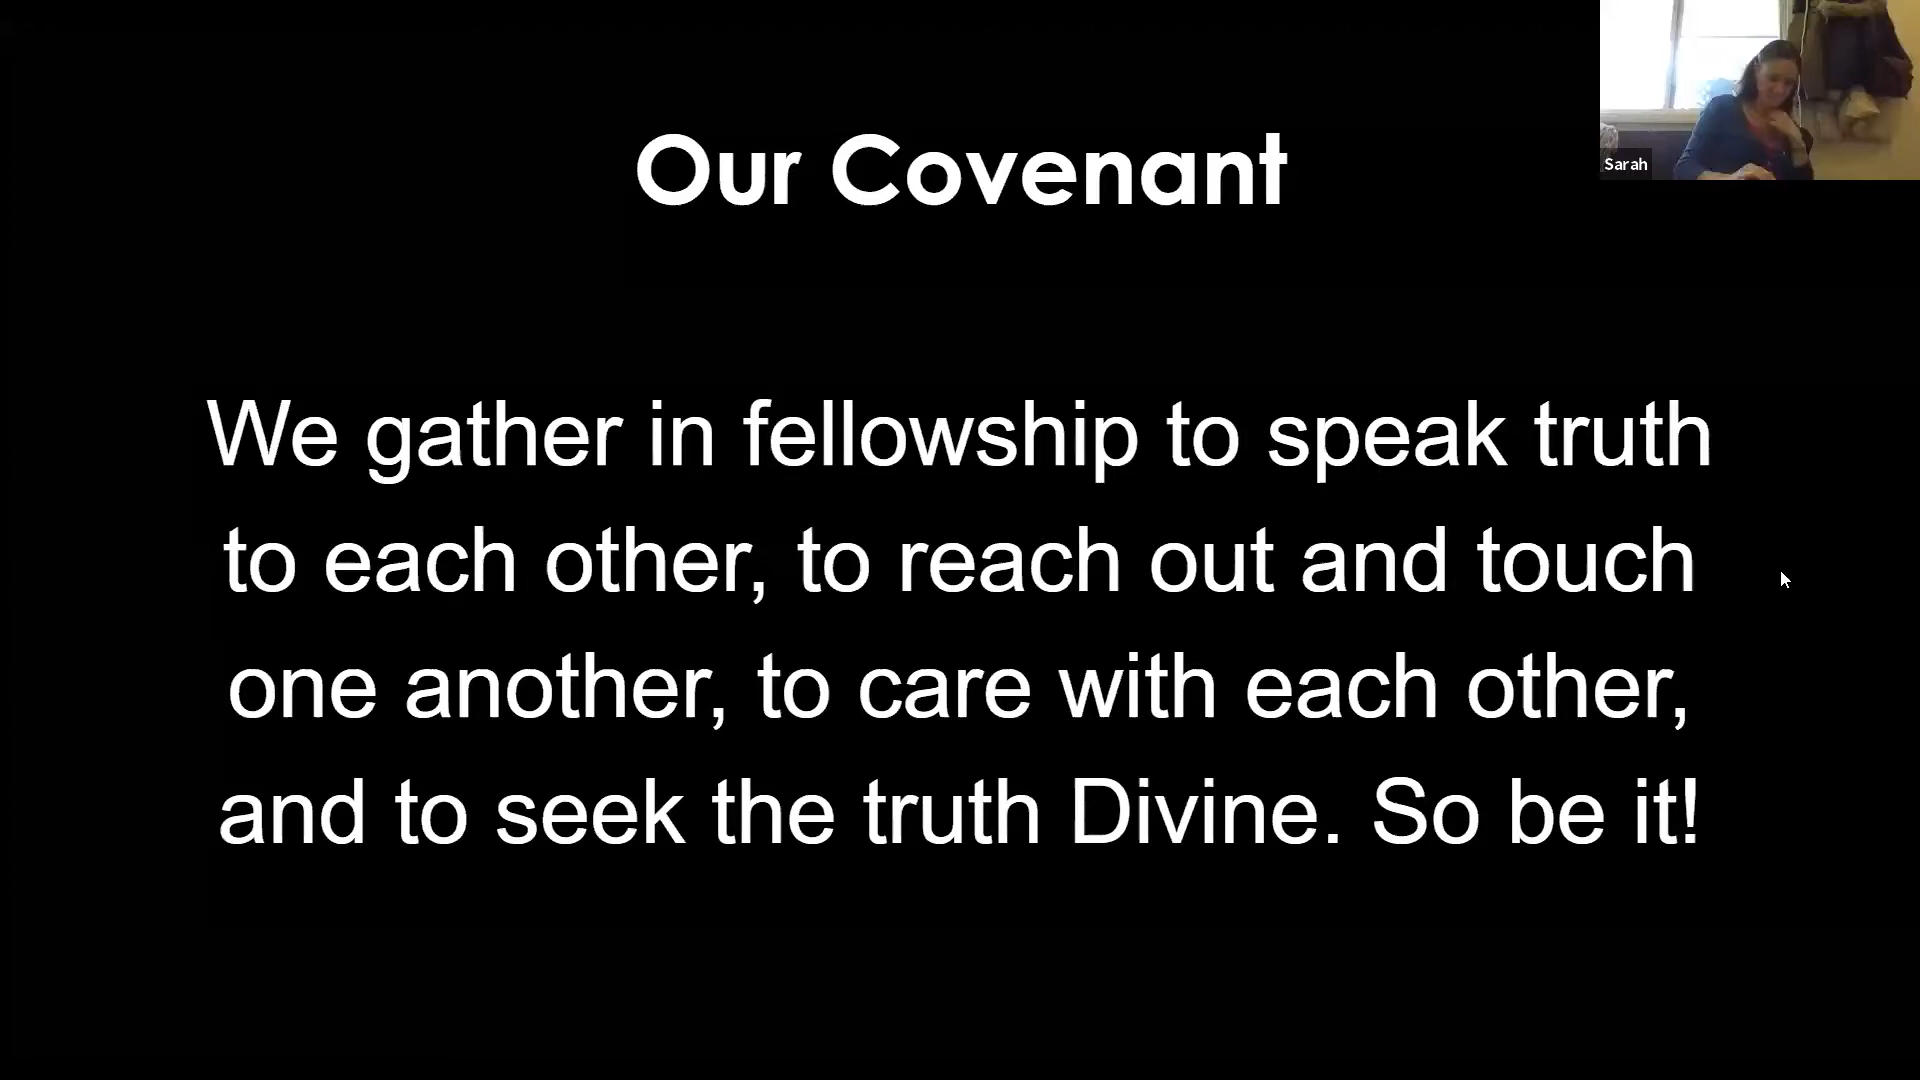 Our Covenant
Sarah
We gather in fellowship to speak truth
to each other, to reach out and touch
one another, to care with each other,
and to seek the truth Divine. So be it!